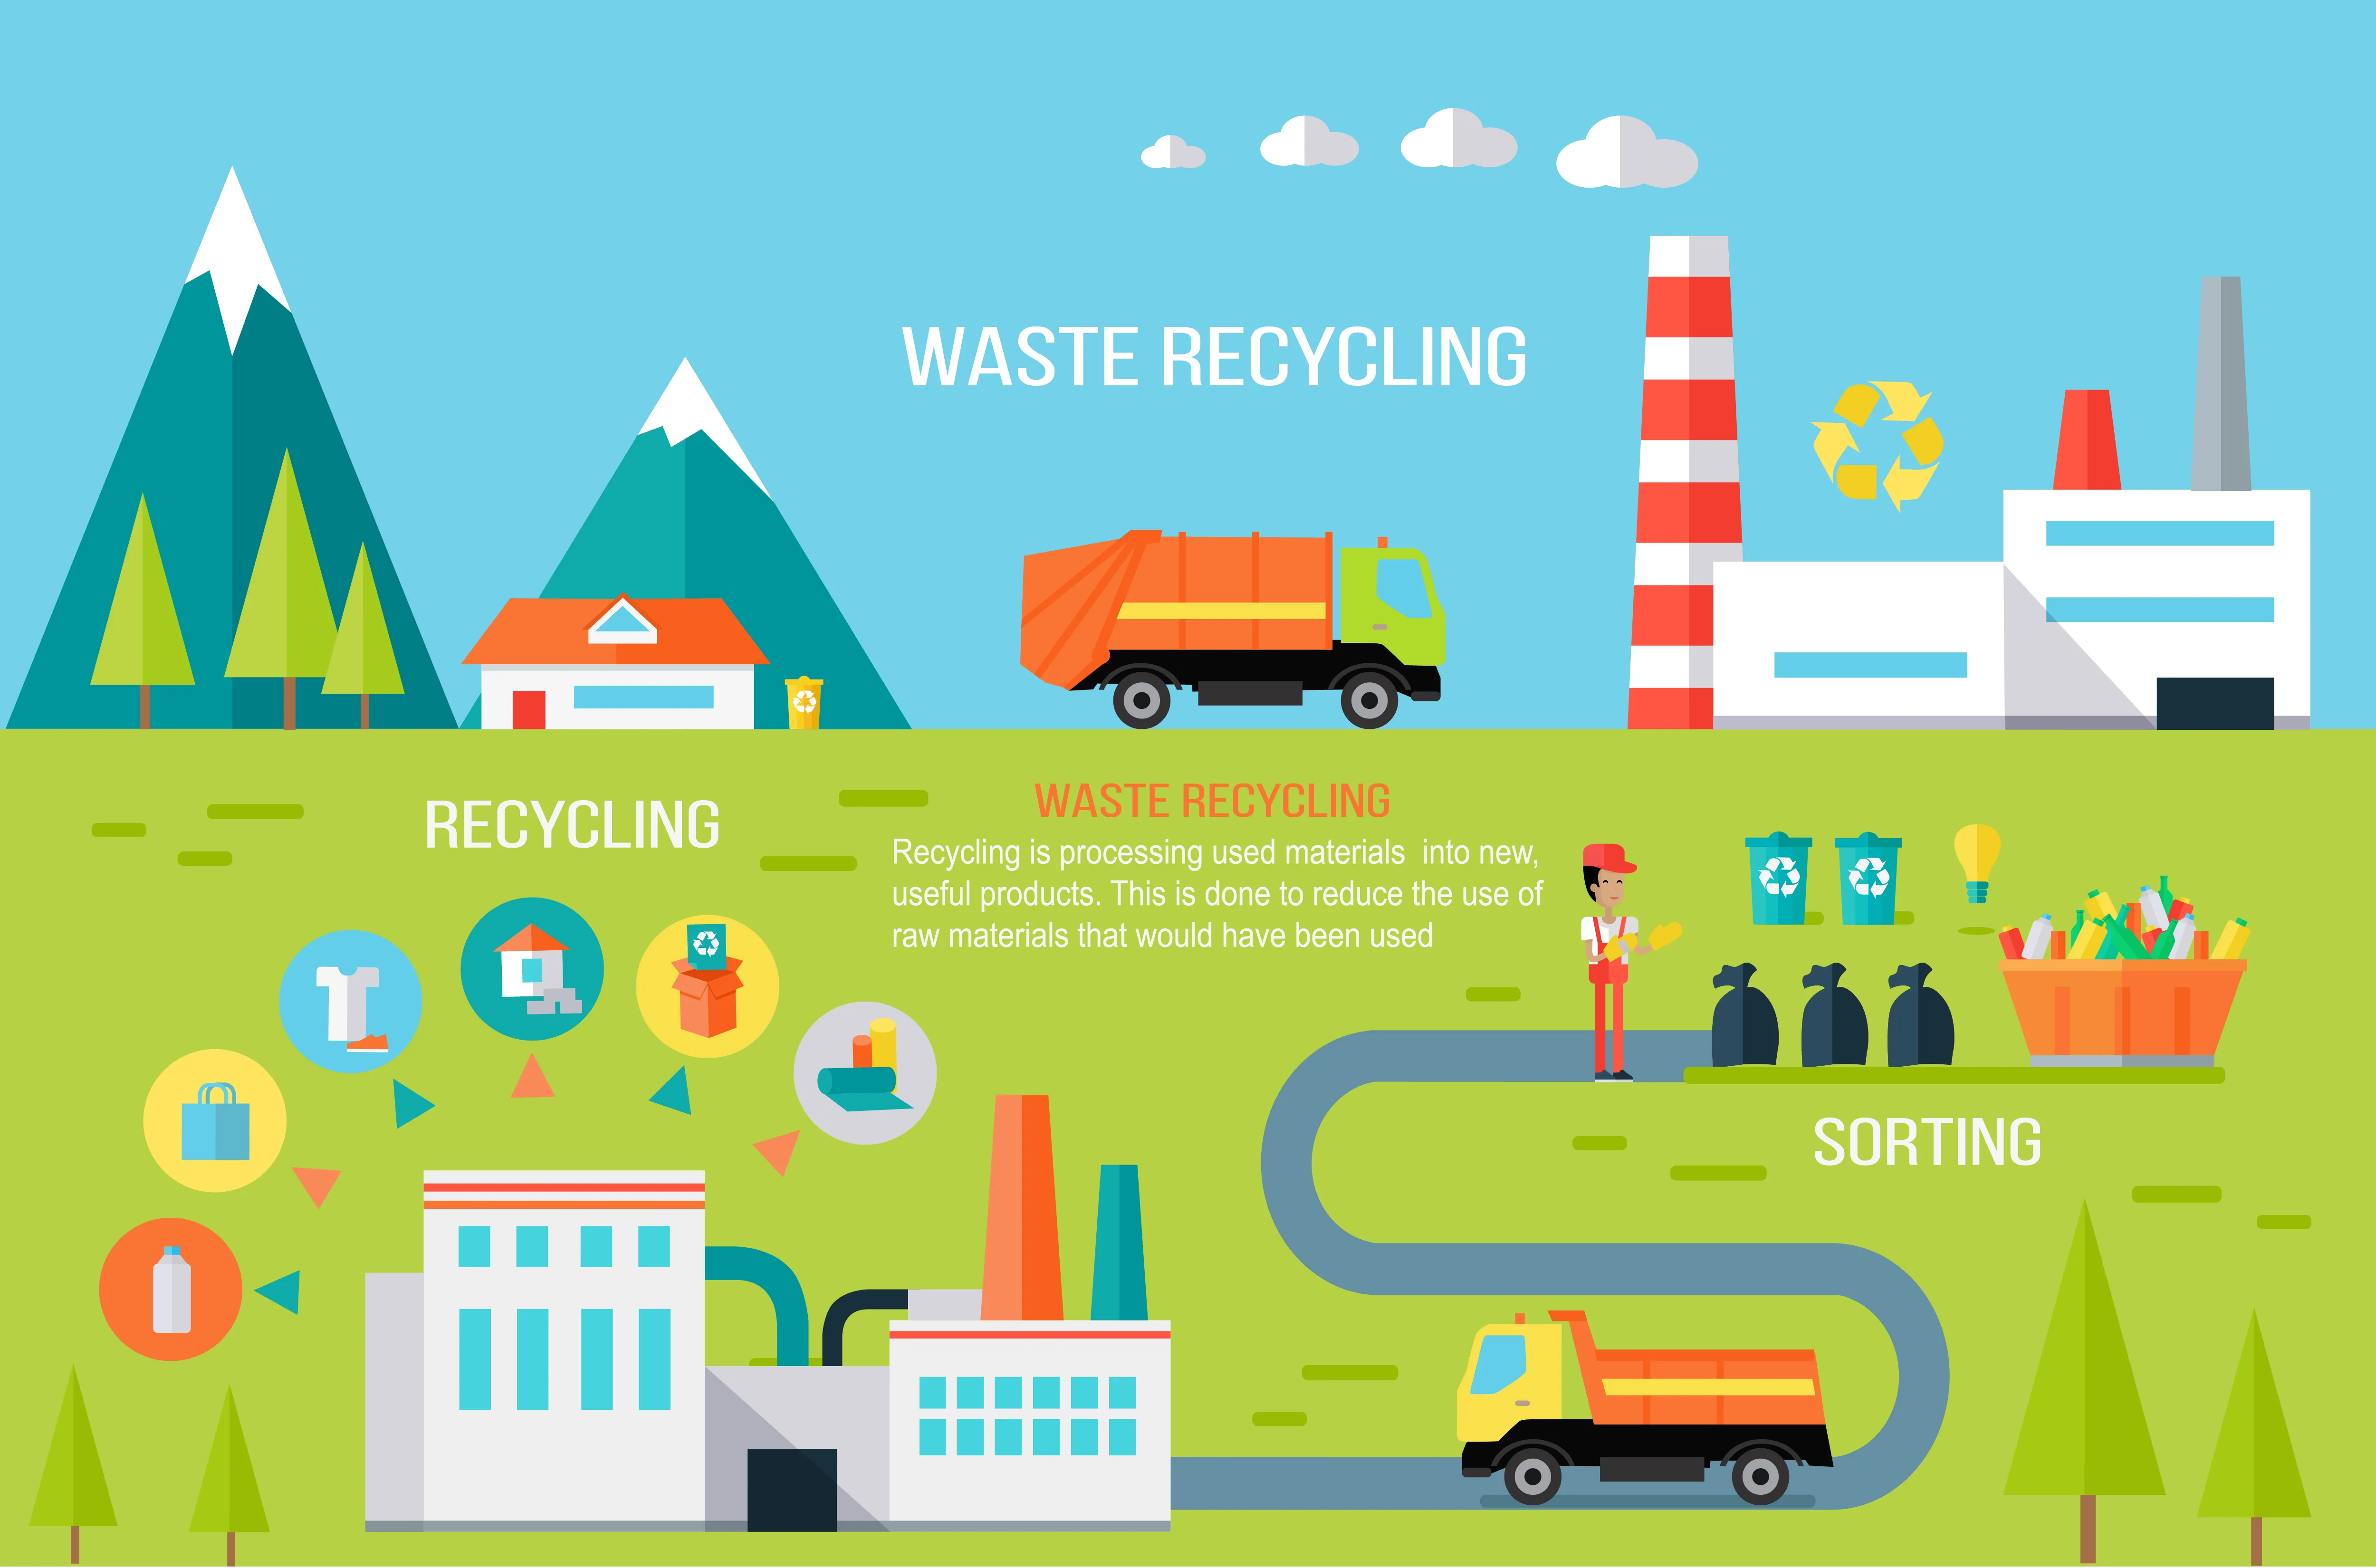 WASTE RECYCLING
RECYCLING
WASTE RECYCLING
Recycling is processing used materials  into new,
useful products. This is done to reduce the use of
raw materials that would have been used
SORTING